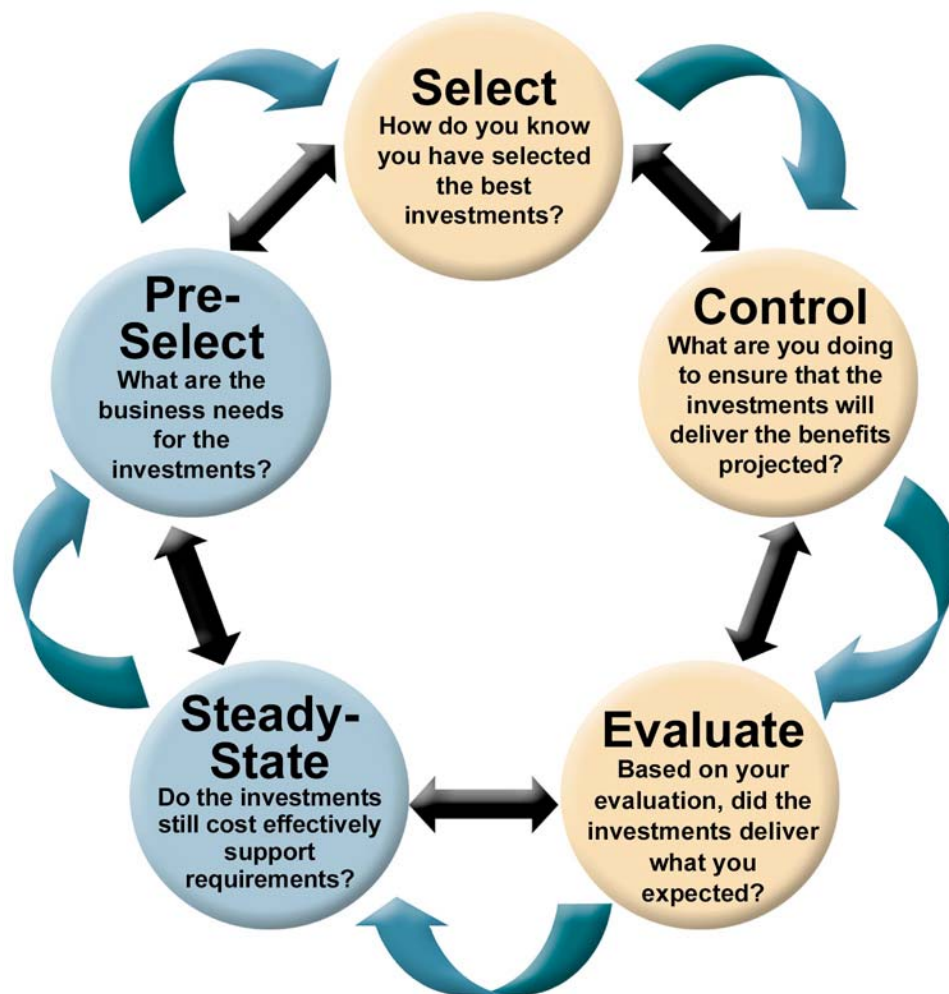 Select
How do you know
you have selected
the best
investments?
Pre-
Select
What are the
business needs
for the
investments?
Control
What are you doing
to ensure that the
investments will
deliver the benefits
projected?
Steady-
State
Do the investments
still cost effectively
support
requirements?
Evaluate
Based on your
evaluation, did the
investments deliver
what you
expected?